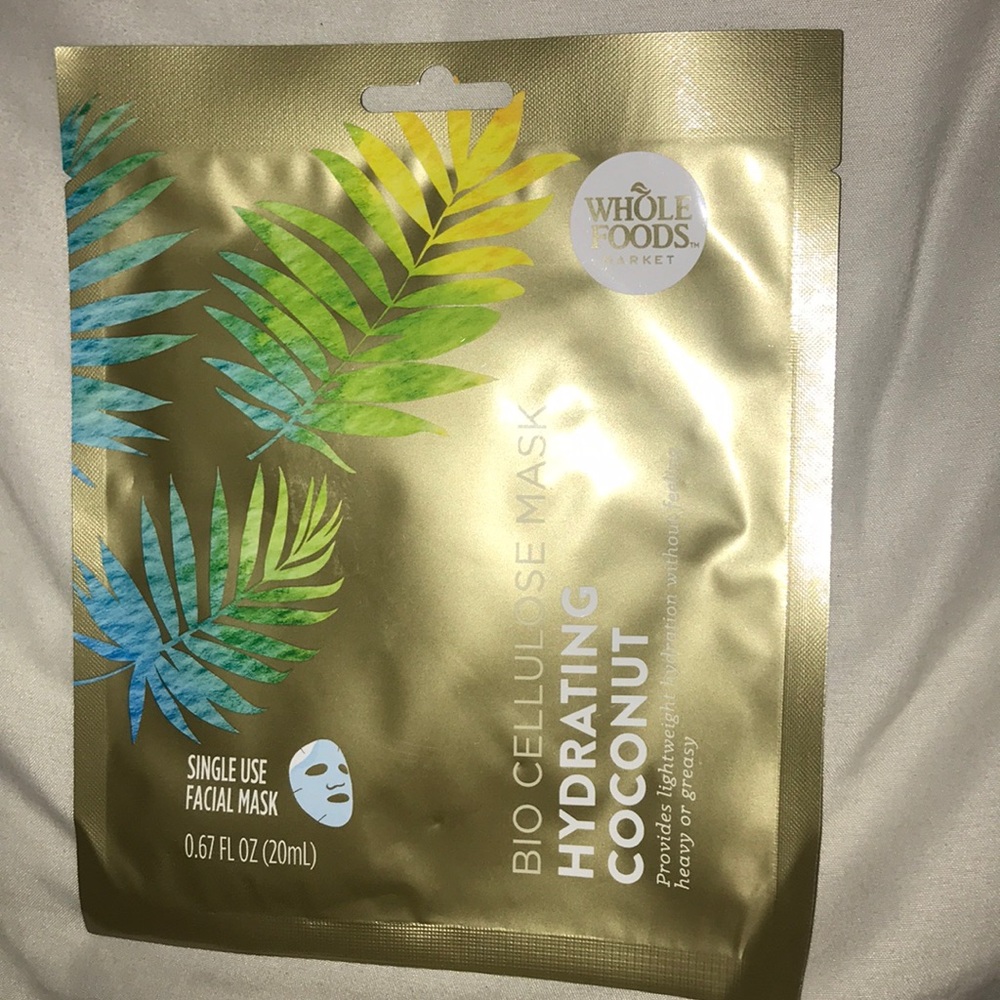 WHOLE
FOODS™
MARKET
BIO CELLULOSE MASK
HYDRATING
COCONUT
Provides lightweight hydration without feeling
heavy or greasy
SINGLE USE
FACIAL MASK
0.67 FL OZ (20mL)